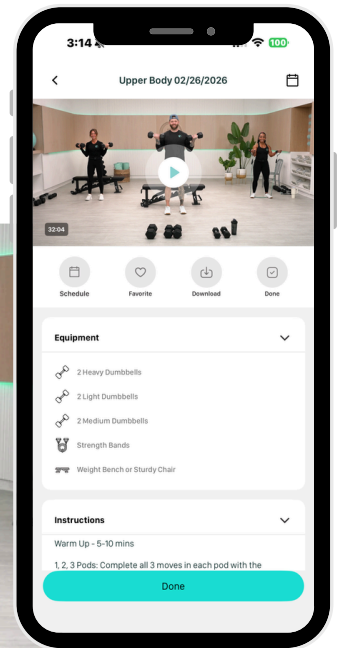 3:14
100
Upper Body 02/26/2026
32:04
Schedule
Favorite
Download
Done
Equipment
2 Heavy Dumbbells
2 Light Dumbbells
2 Medium Dumbbells
Strength Bands
Weight Bench or Sturdy Chair
Instructions
Warm Up - 5-10 mins
1, 2, 3 Pods: Complete all 3 moves in each pod with the
Done